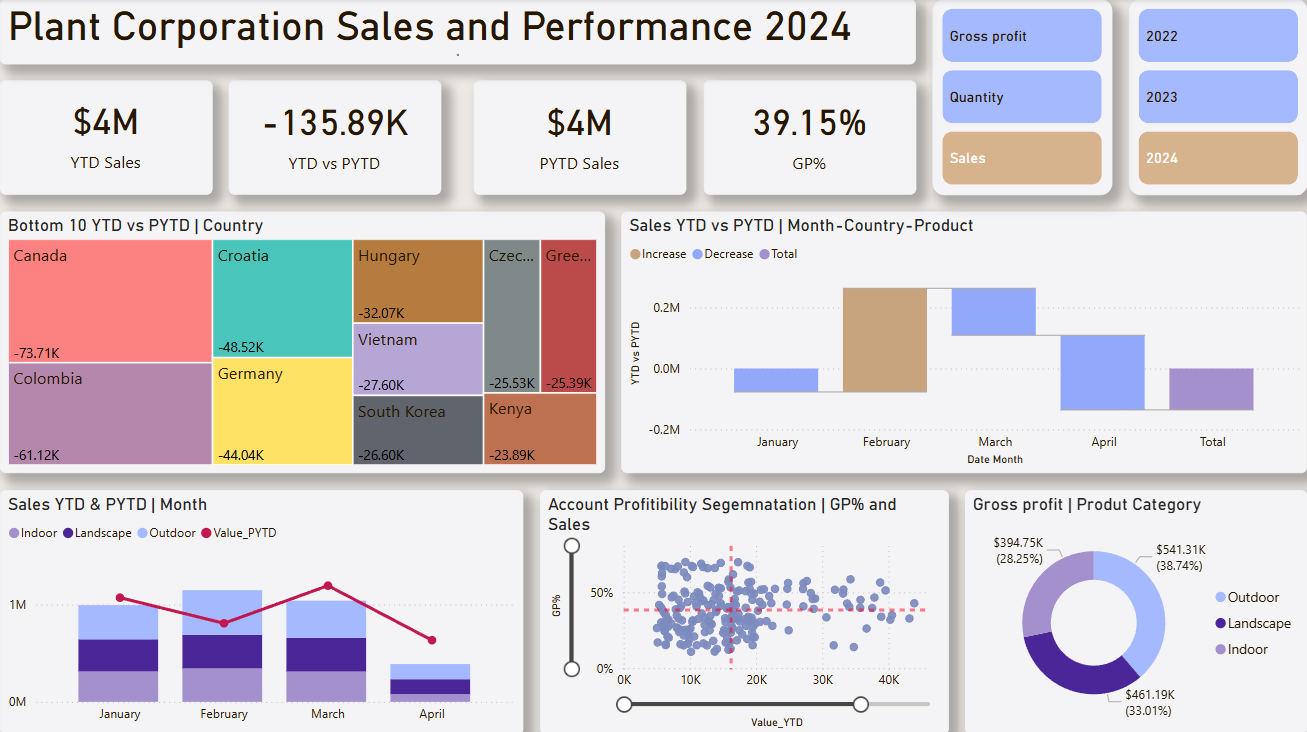 Plant Corporation Sales and Performance 2024
Gross profit
Quantity
Sales
2022
2023
2024
$4M
YTD Sales
-135.89K
YTD vs PYTD
$4M
PYTD Sales
39.15%
GP%
Bottom 10 YTD vs PYTD | Country
Canada
-73.71K
Colombia
-61.12K
Croatia
-48.52K
Germany
-44.04K
Hungary
-32.07K
Vietnam
-27.60K
South Korea
-26.60K
Czec...
-25.53K
Gree...
-25.39K
Kenya
-23.89K
Sales YTD vs PYTD | Month-Country-Product
Increase Decrease Total
YTD vs PYTD
0.2M
0.0M
-0.2M
January February March April Total
Date Month
Sales YTD & PYTD | Month
Indoor Landscape Outdoor Value_PYTD
1M
0M
January February March April
Account Profitibility Segemnatation | GP% and
Sales
GP%
50%
0%
0K 10K 20K 30K 40K
Value_YTD
Gross profit | Produt Category
$394.75K
(28.25%)
$541.31K
(38.74%)
$461.19K
(33.01%)
Outdoor
Landscape
Indoor